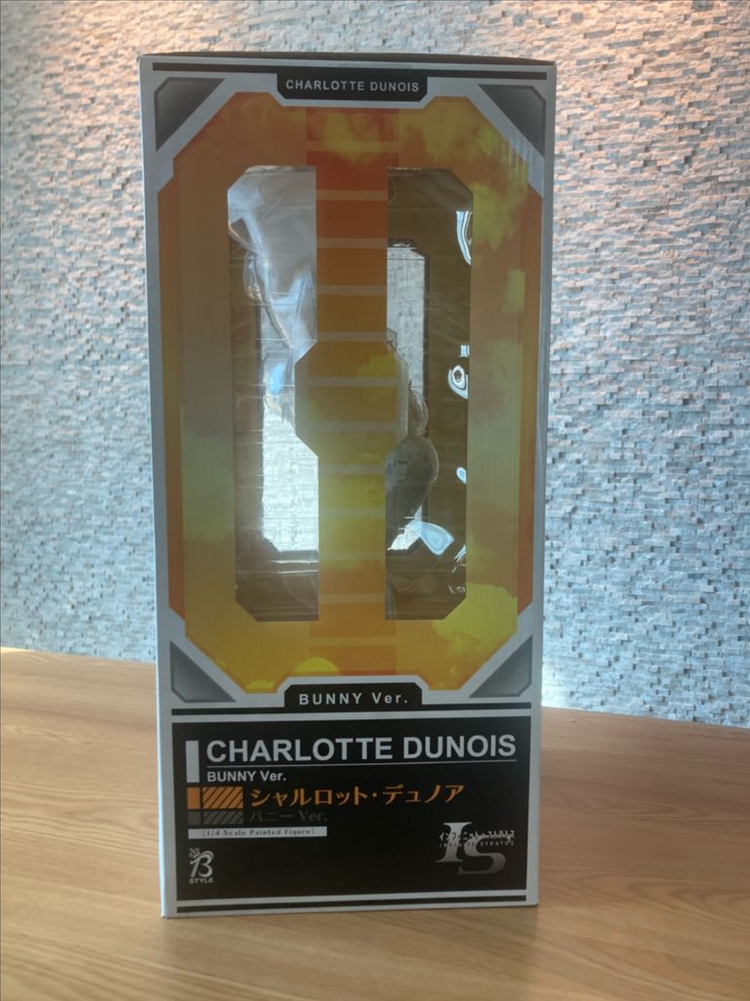 CHARLOTTE DUNOIS
BUNNY Ver.
CHARLOTTE DUNOIS
BUNNY Ver.
シャルロット・デュノア
バニー Ver.
[1/4 Scale Painted Figure]
IS
B
STYLE